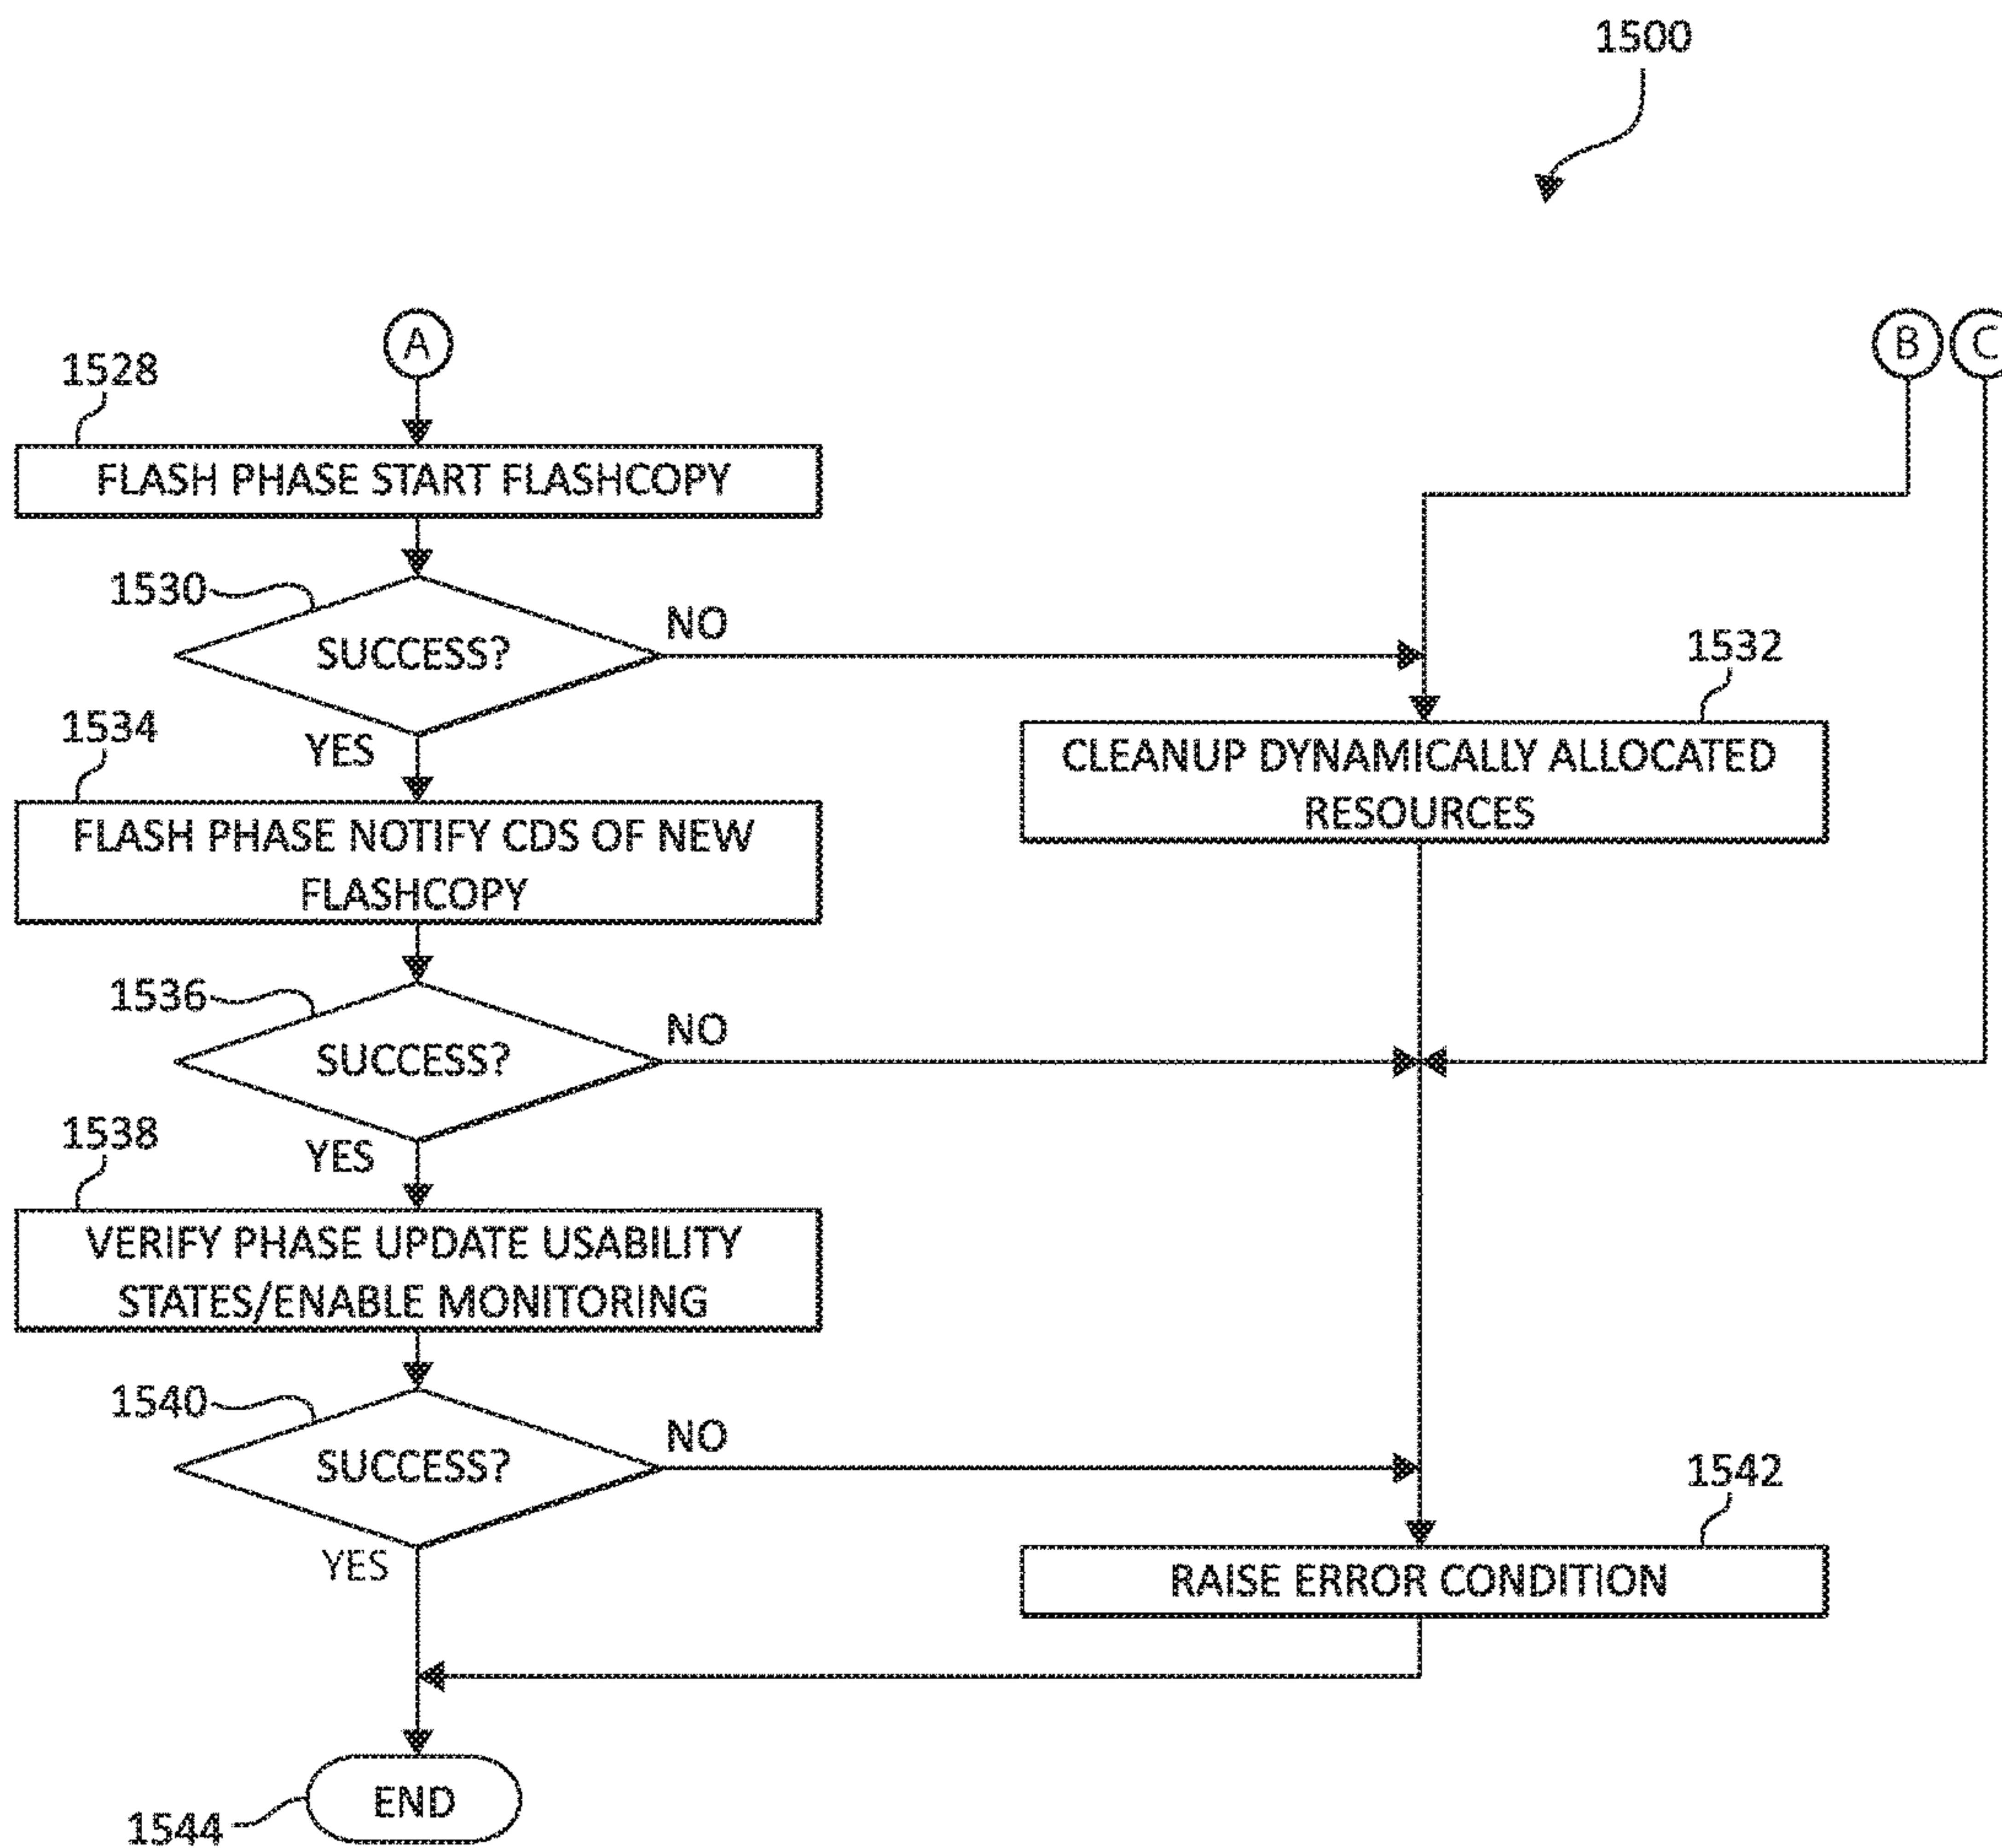 1500
A
B
C
1528
FLASH PHASE START FLASHCOPY
1530
SUCCESS?
NO
1532
YES
1534
CLEANUP DYNAMICALLY ALLOCATED
RESOURCES
FLASH PHASE NOTIFY CDS OF NEW
FLASHCOPY
1536
SUCCESS?
NO
YES
1538
VERIFY PHASE UPDATE USABILITY
STATES/ENABLE MONITORING
1540
SUCCESS?
NO
1542
YES
RAISE ERROR CONDITION
END
1544